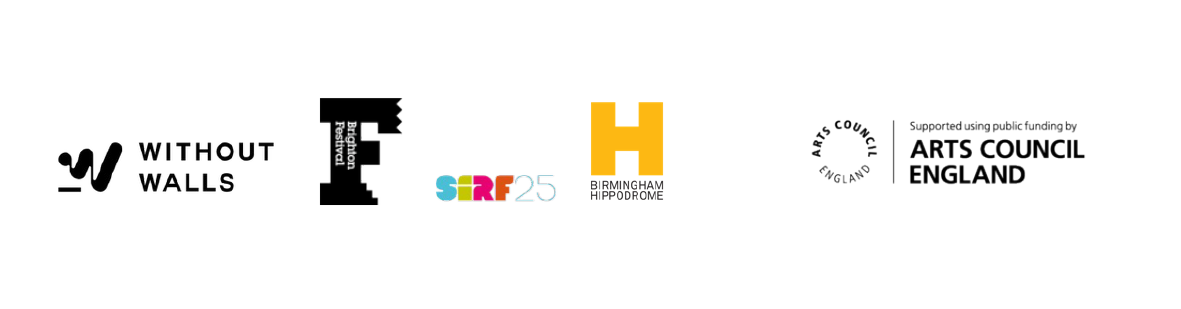 WITHOUT
WALLS
F
Brighton
Festival
SIRF25
H
BIRMINGHAM
HIPPODROME
ARTS COUNCIL
ENGLAND
Supported using public funding by
ARTS COUNCIL
ENGLAND